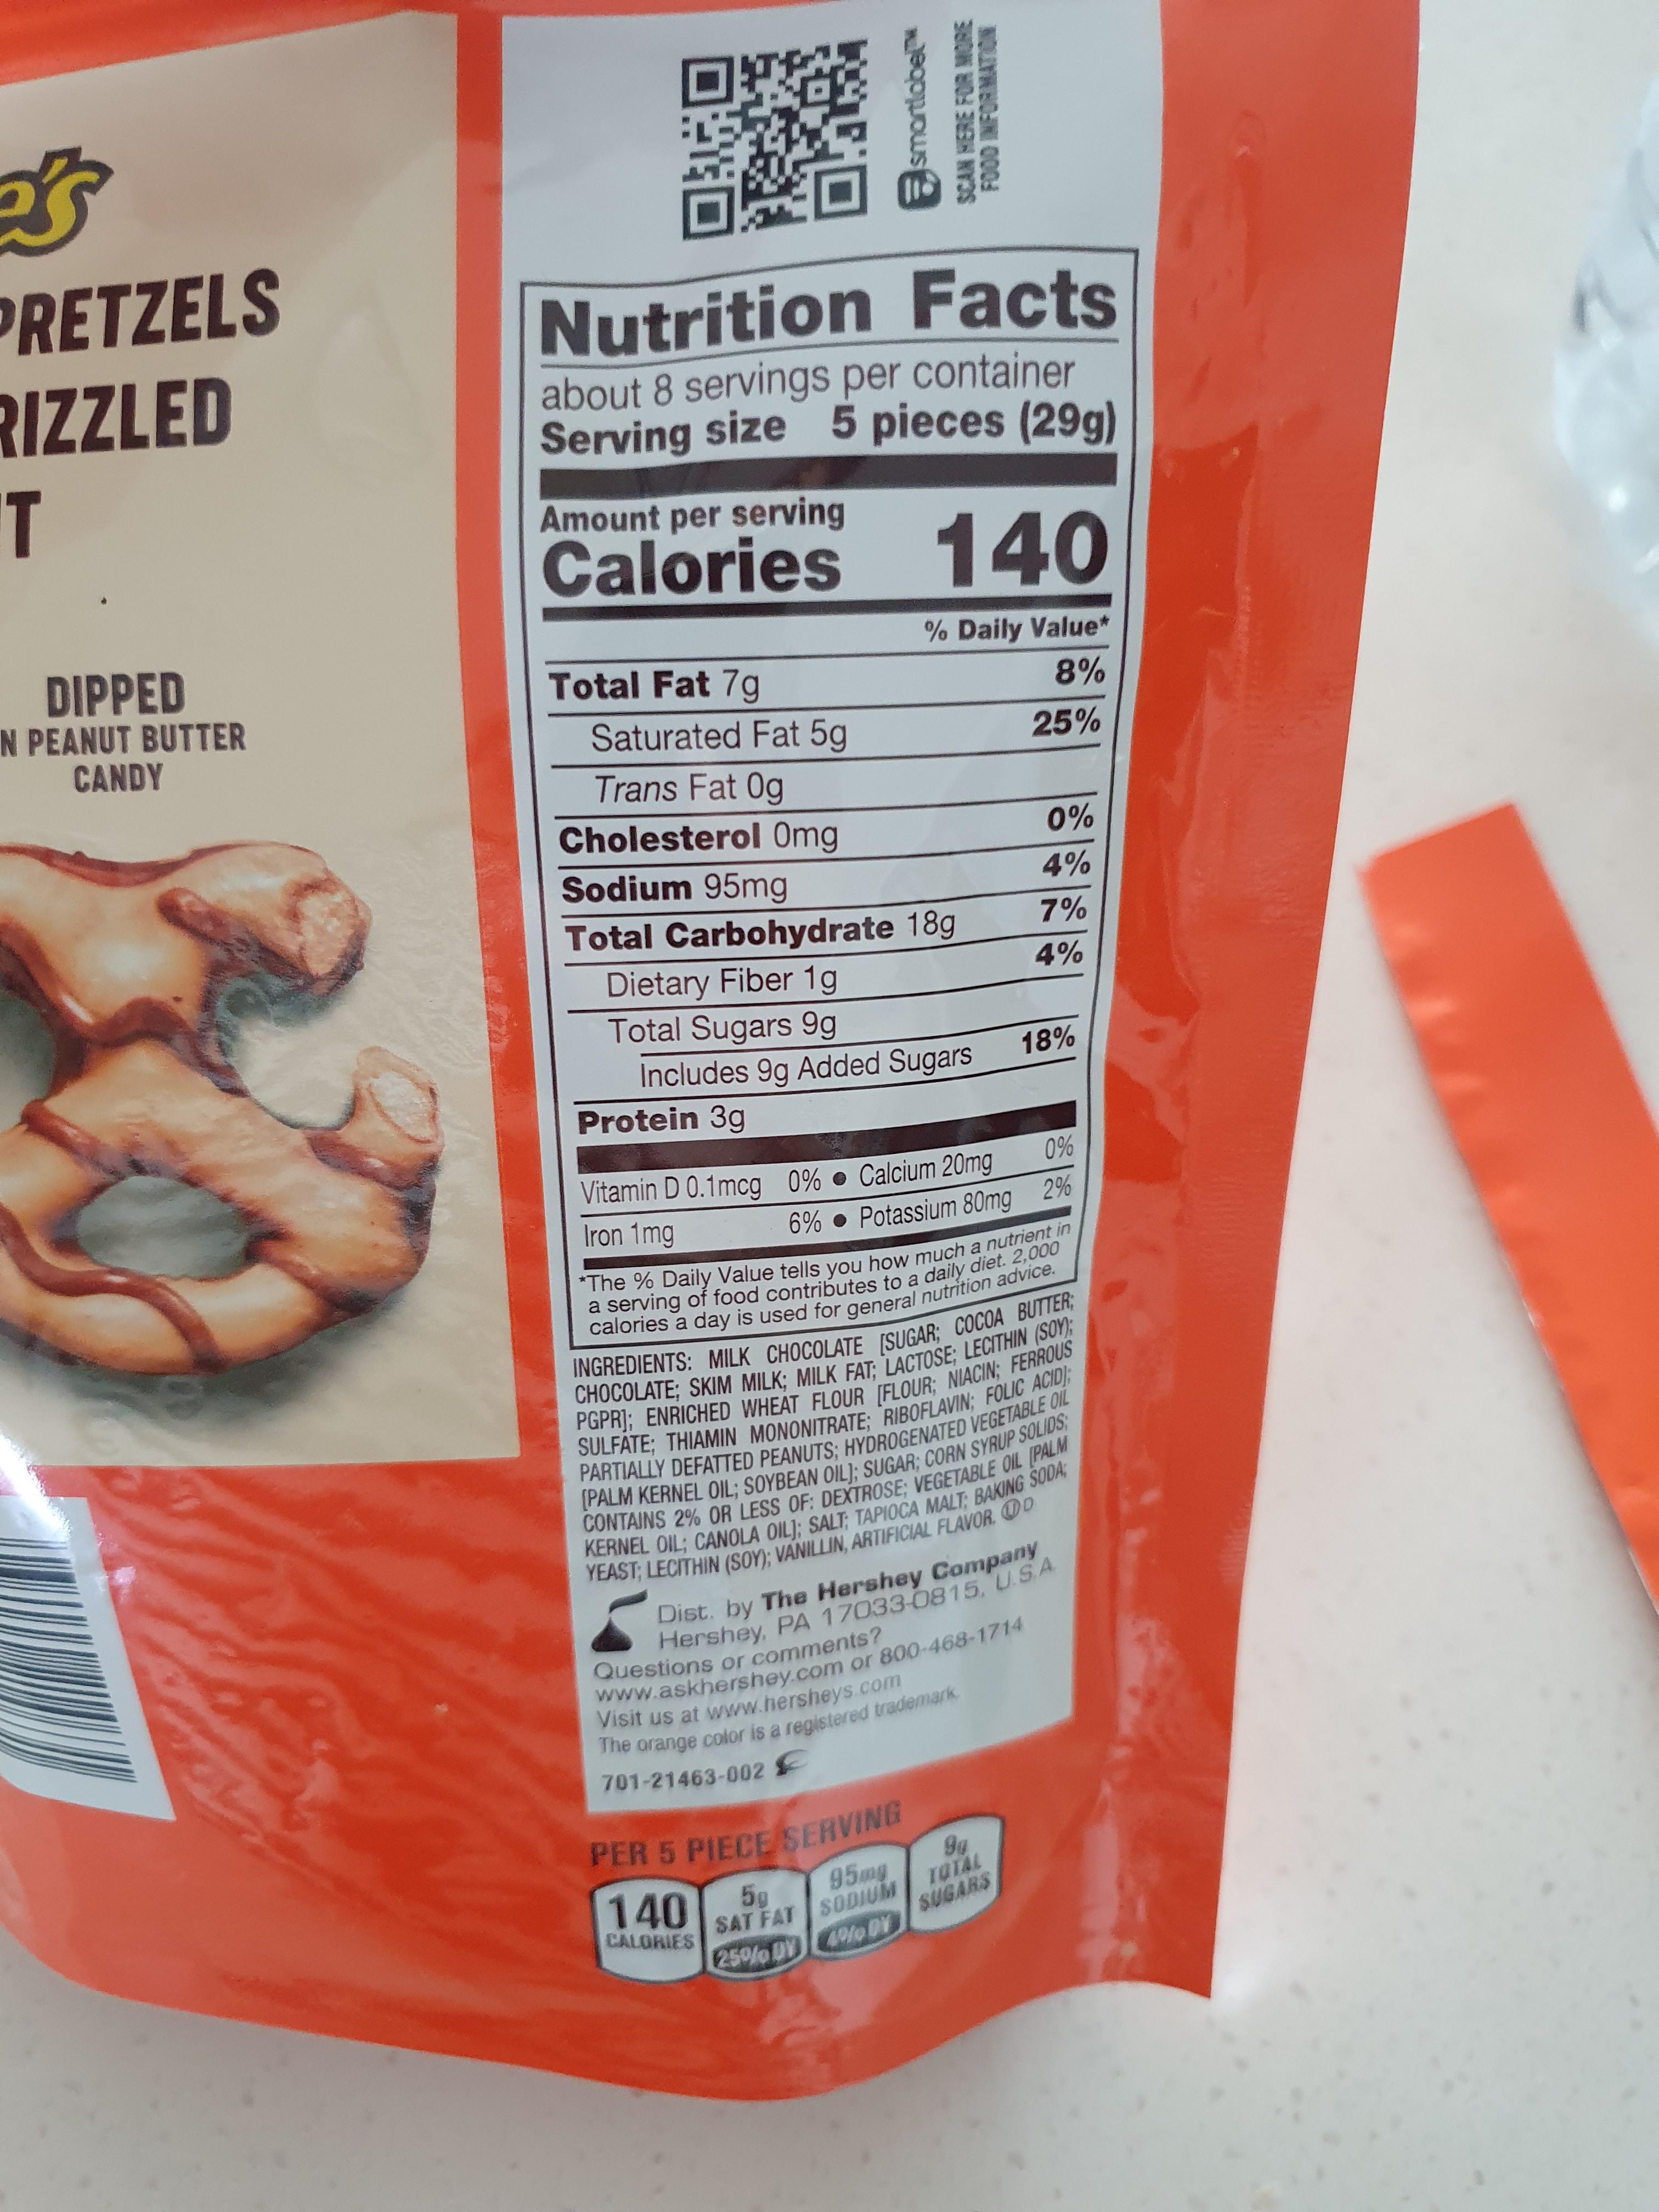 e's
PRETZELS
RIZZLED
T
DIPPED
N PEANUT BUTTER
CANDY
smartlabel™
SCAN HERE FOR MORE
FOOD INFORMATION
Nutrition Facts
about 8 servings per container
Serving size 5 pieces (29g)
Amount per serving
Calories 140
% Daily Value*
Total Fat 7g 8%
Saturated Fat 5g 25%
Trans Fat 0g
Cholesterol 0mg 0%
Sodium 95mg 4%
Total Carbohydrate 18g 7%
Dietary Fiber 1g 4%
Total Sugars 9g
Includes 9g Added Sugars 18%
Protein 3g
Vitamin D 0.1mcg 0% • Calcium 20mg 0%
Iron 1mg 6% • Potassium 80mg 2%
*The % Daily Value tells you how much a nutrient in
a serving of food contributes to a daily diet. 2,000
calories a day is used for general nutrition advice.
INGREDIENTS: MILK CHOCOLATE [SUGAR; COCOA BUTTER;
CHOCOLATE; SKIM MILK; MILK FAT; LACTOSE; LECITHIN (SOY);
PGPR]; ENRICHED WHEAT FLOUR [FLOUR; NIACIN; FERROUS
SULFATE; THIAMIN MONONITRATE; RIBOFLAVIN; FOLIC ACID];
PARTIALLY DEFATTED PEANUTS; HYDROGENATED VEGETABLE OIL
[PALM KERNEL OIL; SOYBEAN OIL]; SUGAR; CORN SYRUP SOLIDS;
CONTAINS 2% OR LESS OF: DEXTROSE; VEGETABLE OIL [PALM
KERNEL OIL; CANOLA OIL]; SALT; TAPIOCA MALT; BAKING SODA;
YEAST; LECITHIN (SOY); VANILLIN, ARTIFICIAL FLAVOR. Ⓤ D
Dist. by The Hershey Company
Hershey, PA 17033-0815, U.S.A.
Questions or comments?
www.askhershey.com or 800-468-1714
Visit us at www.hersheys.com
The orange color is a registered trademark.
701-21463-002
PER 5 PIECE SERVING
140 CALORIES
5g SAT FAT 25% DV
95mg SODIUM 4% DV
9g TOTAL SUGARS